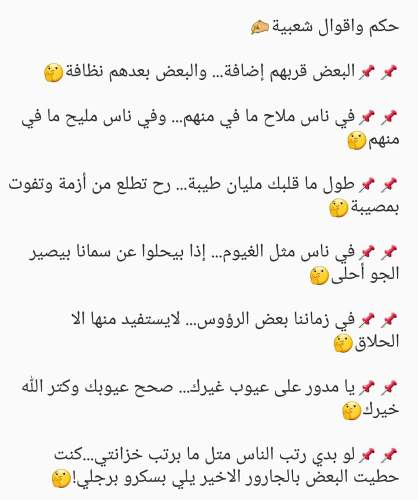 حكم واقوال شعبية✍🏼
📌📌البعض قربهم إضافة... والبعض بعدهم نظافة🤔
📌📌في ناس ملاح ما في منهم... وفي ناس مليح ما في
منهم🤔
📌📌طول ما قلبك مليان طيبة... رح تطلع من أزمة وتفوت
بمصيبة🤔
📌📌في ناس مثل الغيوم... إذا بيحلوا عن سمانا بيصير
الجو أحلى🤔
📌📌في زماننا بعض الرؤوس... لايستفيد منها الا
الحلاق🤔
📌📌يا مدور على عيوب غيرك... صحح عيوبك وكتر الله
خيرك🤔
📌📌لو بدي رتب الناس متل ما برتب خزانتي...كنت
حطيت البعض بالجارور الاخير يلي بسكرو برجلي!🤔